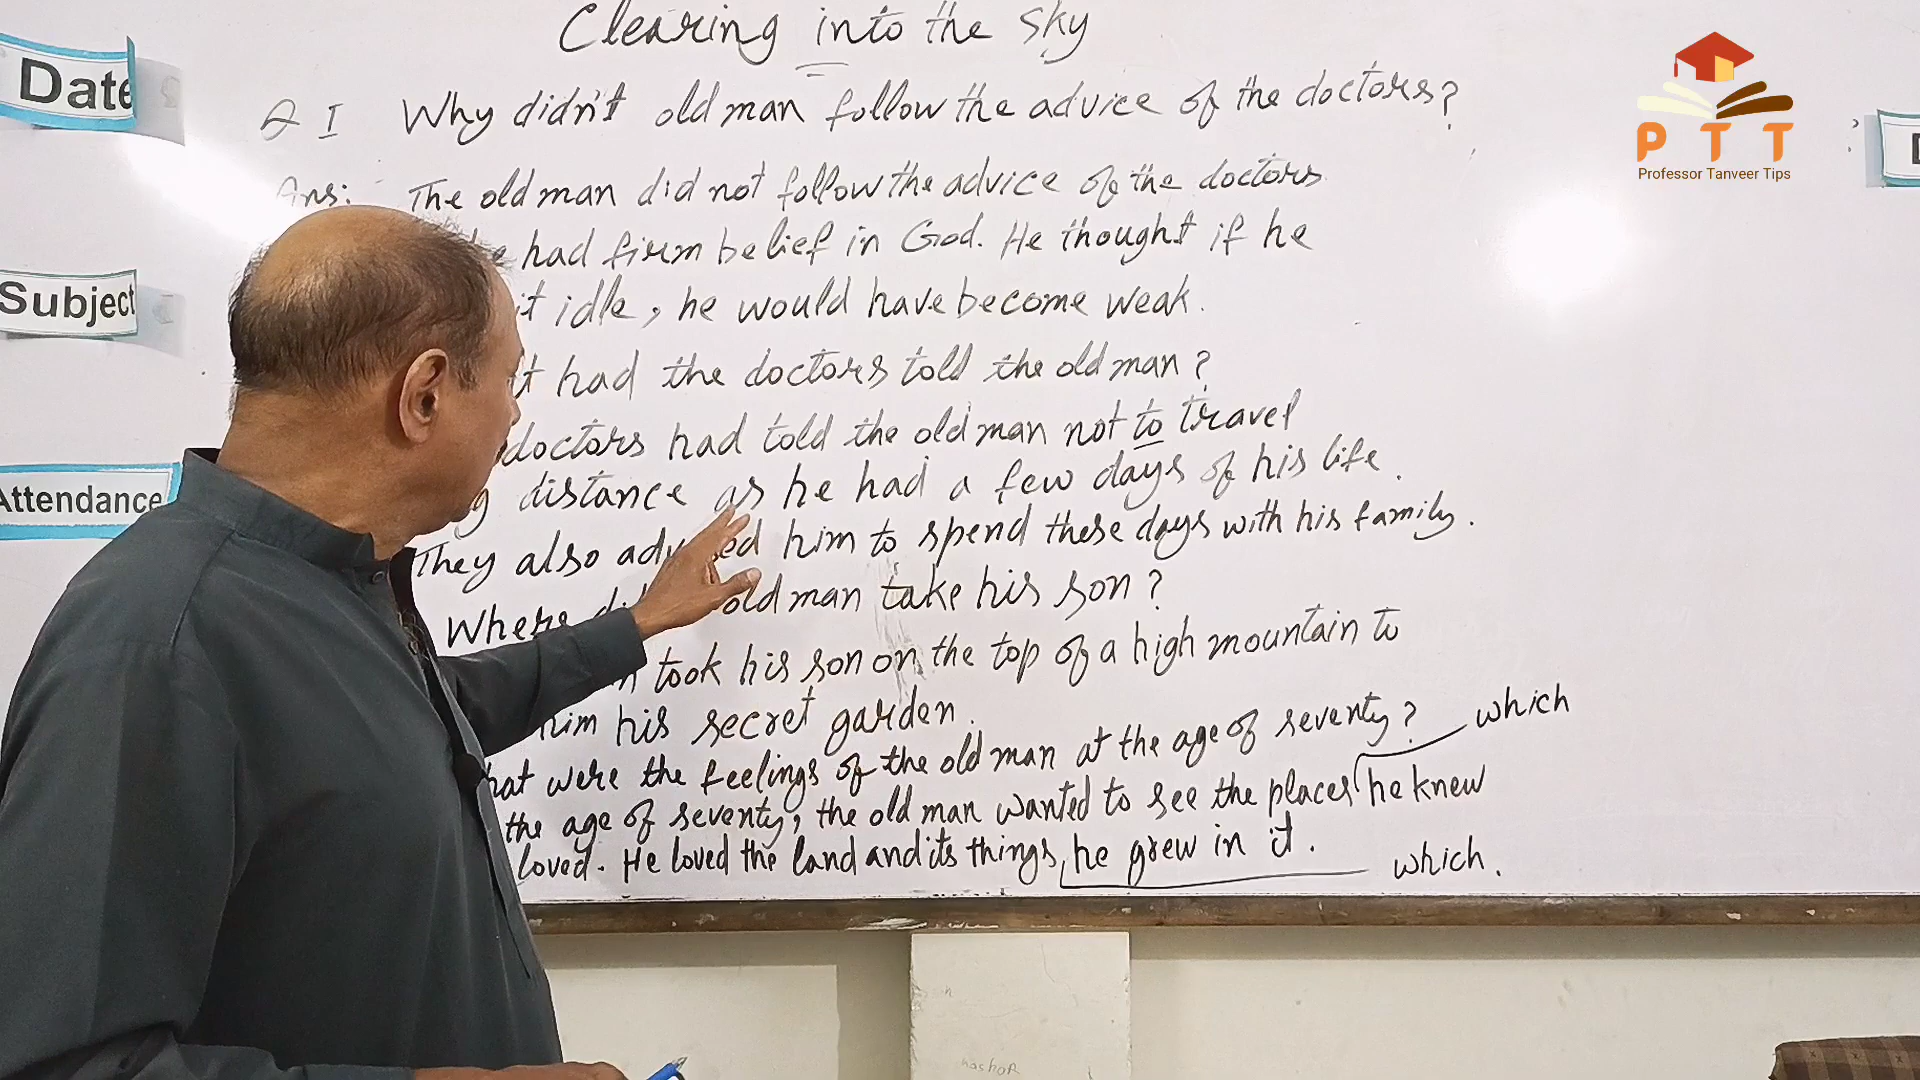 Clearing into the sky
Date
Q I Why didn't old man follow the advice of the doctors?
P T T
Professor Tanveer Tips
Ans: The old man did not follow the advice of the doctors
he had firm belief in God. He thought if he
Subject
it idle, he would have become weak.
had the doctors told the old man?
doctors had told the old man not to travel
Attendance
distance as he had a few days of his life.
They also advised him to spend these days with his family.
Where old man take his son?
took his son on the top of a high mountain to
him his secret garden.
which
hat were the feelings of the old man at the age of seventy?
the age of seventy, the old man wanted to see the places he knew
loved. He loved the land and its things, he grew in it.
which.